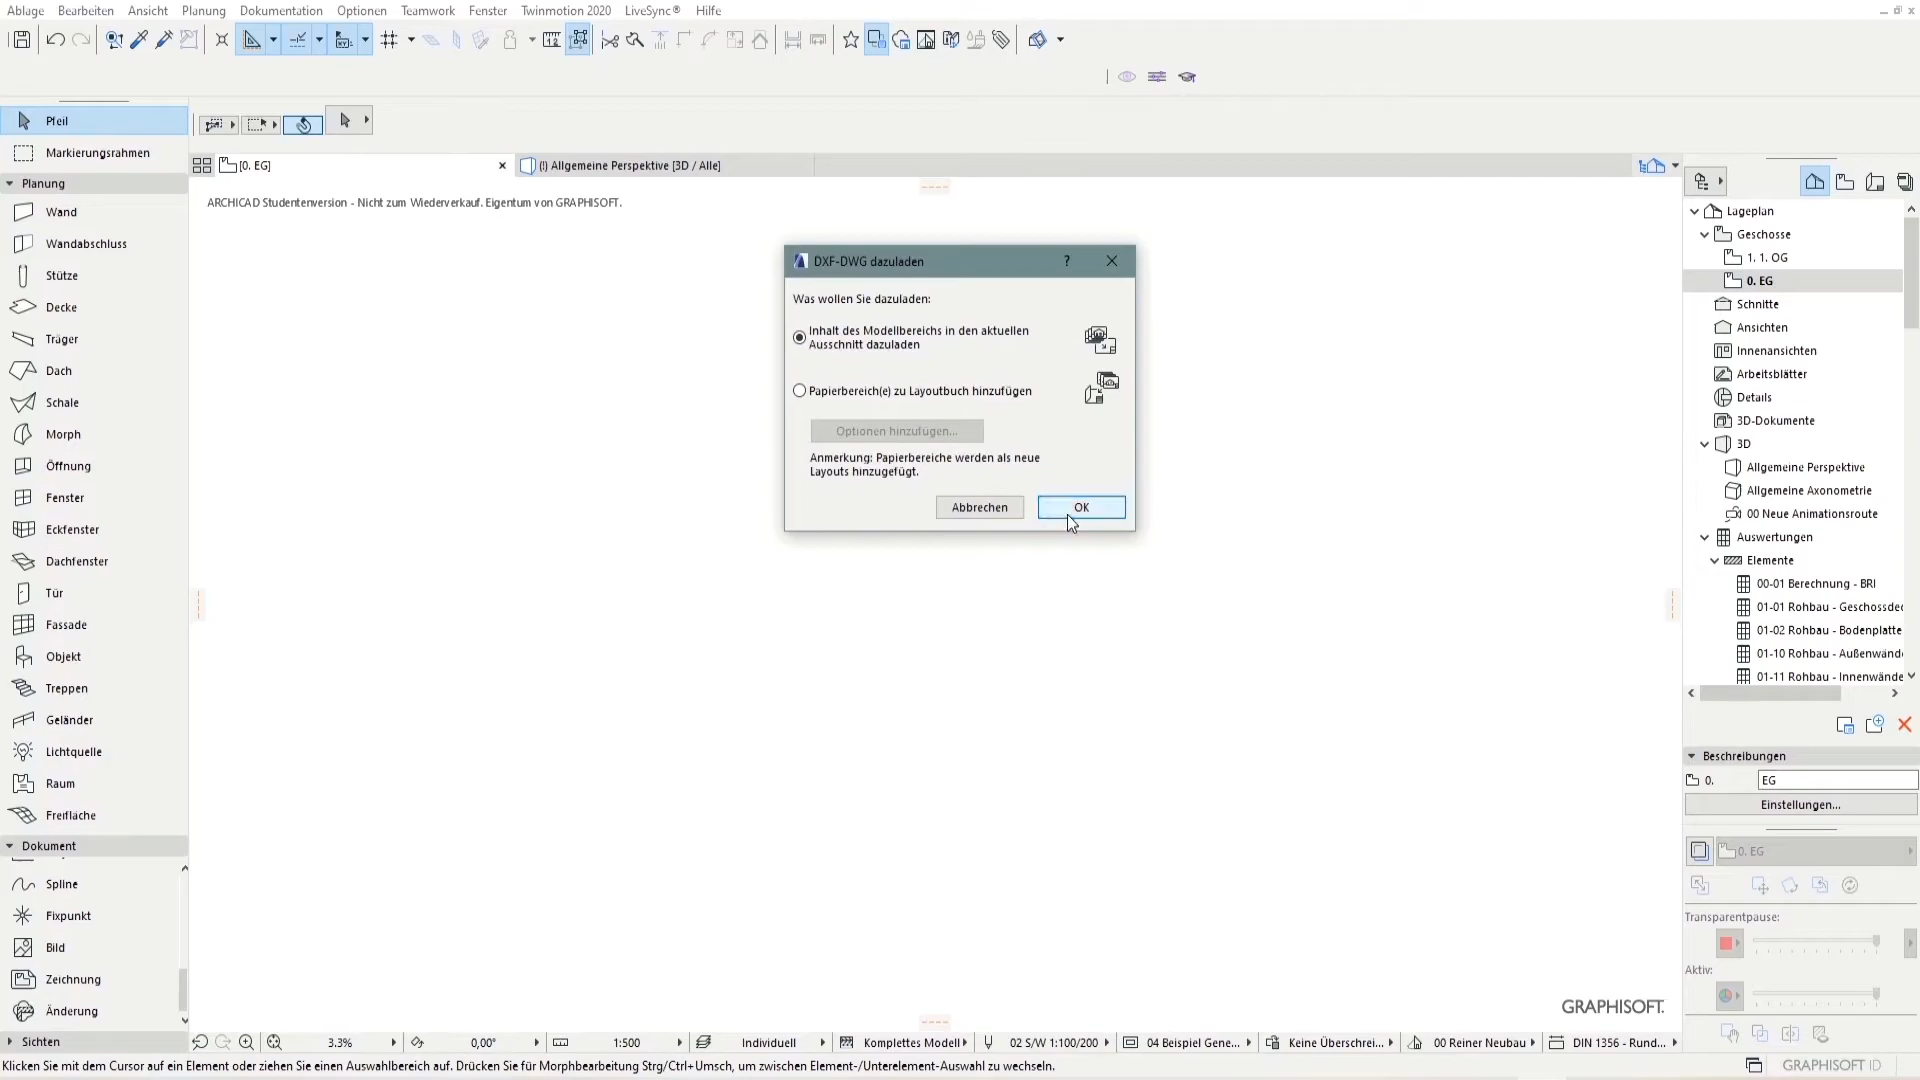 Ablage Bearbeiten Ansicht Planung Dokumentation Optionen Teamwork Fenster Twinmotion 2020 LiveSync® Hilfe
Pfeil
Markierungsrahmen
Planung
Wand
Wandabschluss
Stütze
Decke
Träger
Dach
Schale
Morph
Öffnung
Fenster
Eckfenster
Dachfenster
Tür
Fassade
Objekt
Treppen
Geländer
Lichtquelle
Raum
Freifläche
Dokument
Spline
Fixpunkt
Bild
Zeichnung
Änderung
Sichten
[0. EG]
(!) Allgemeine Perspektive [3D / Alle]
ARCHICAD Studentenversion - Nicht zum Wiederverkauf. Eigentum von GRAPHISOFT.
DXF-DWG dazuladen ?
Was wollen Sie dazuladen:
Inhalt des Modellbereichs in den aktuellen
Ausschnitt dazuladen
Papierbereich(e) zu Layoutbuch hinzufügen
Optionen hinzufügen...
Anmerkung: Papierbereiche werden als neue
Layouts hinzugefügt.
Abbrechen OK
GRAPHISOFT.
Lageplan
Geschosse
1. 1. OG
0. EG
Schnitte
Ansichten
Innenansichten
Arbeitsblätter
Details
3D-Dokumente
3D
Allgemeine Perspektive
Allgemeine Axonometrie
00 Neue Animationsroute
Auswertungen
Elemente
00-01 Berechnung - BRI
01-01 Rohbau - Geschossdec
01-02 Rohbau - Bodenplatte
01-10 Rohbau - Außenwände
01-11 Rohbau - Innenwände
Beschreibungen
0. EG
Einstellungen...
0. EG
Transparentpause:
Aktiv:
3.3% 0,00° 1:500 Individuell Komplettes Modell 02 S/W 1:100/200 04 Beispiel Gene... Keine Überschrei... 00 Reiner Neubau DIN 1356 - Rund...
Klicken Sie mit dem Cursor auf ein Element oder ziehen Sie einen Auswahlbereich auf. Drücken Sie für Morphbearbeitung Strg/Ctrl+Umsch, um zwischen Element-/Unterelement-Auswahl zu wechseln.
GRAPHISOFT ID